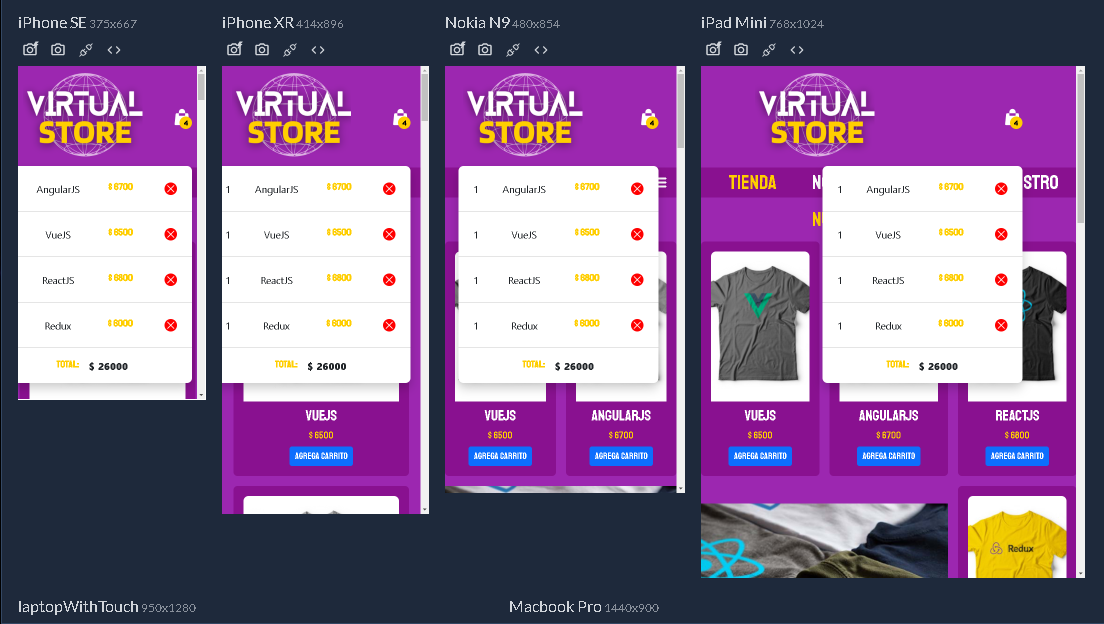 iPhone SE 375x667
VIRTUAL
STORE
4
AngularJS $ 6700
VueJS $ 6500
ReactJS $ 6800
Redux $ 6000
TOTAL: $ 26000
iPhone XR 414x896
VIRTUAL
STORE
4
1 AngularJS $ 6700
1 VueJS $ 6500
1 ReactJS $ 6800
1 Redux $ 6000
TOTAL: $ 26000
VUEJS
$ 6500
AGREGA CARRITO
Nokia N9 480x854
VIRTUAL
STORE
4
1 AngularJS $ 6700
1 VueJS $ 6500
1 ReactJS $ 6800
1 Redux $ 6000
TOTAL: $ 26000
VUEJS ANGULARJS
$ 6500 $ 6700
AGREGA CARRITO AGREGA CARRITO
iPad Mini 768x1024
VIRTUAL
STORE
4
TIENDA N STRO
N
1 AngularJS $ 6700
1 VueJS $ 6500
1 ReactJS $ 6800
1 Redux $ 6000
TOTAL: $ 26000
VUEJS ANGULARJS REACTJS
$ 6500 $ 6700 $ 6800
AGREGA CARRITO AGREGA CARRITO AGREGA CARRITO
Redux
laptopWithTouch 950x1280
Macbook Pro 1440x900